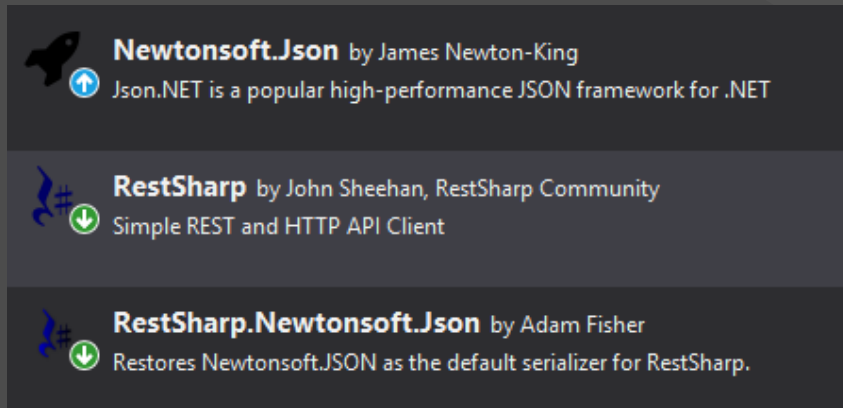 Newtonsoft.Json by James Newton-King
Json.NET is a popular high-performance JSON framework for .NET
RestSharp by John Sheehan, RestSharp Community
Simple REST and HTTP API Client
RestSharp.Newtonsoft.Json by Adam Fisher
Restores Newtonsoft.JSON as the default serializer for RestSharp.